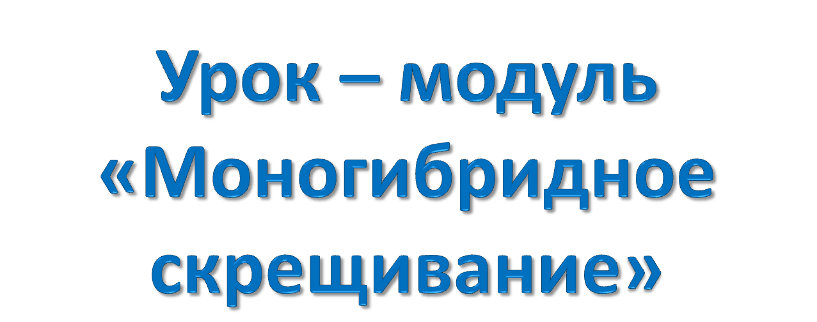 Урок – модуль
«Моногибридное
скрещивание»